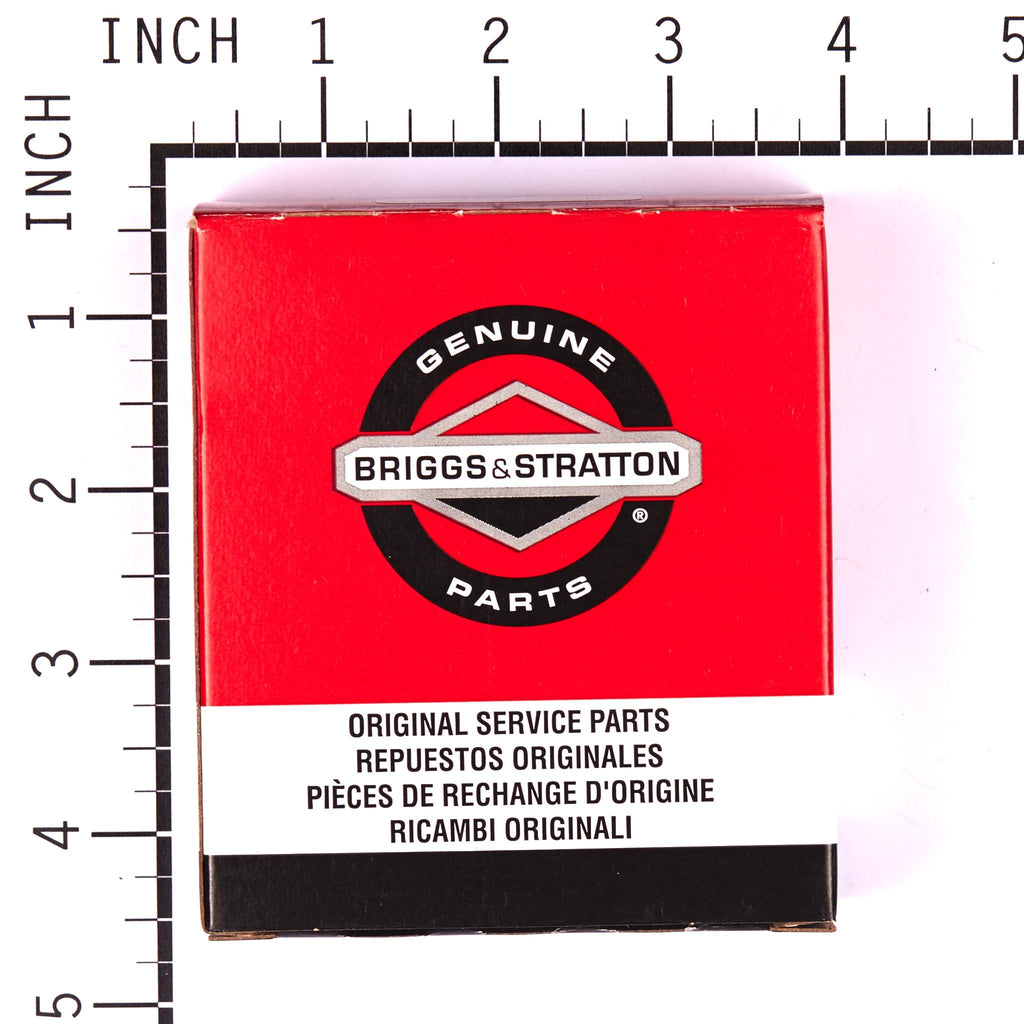 INCH 1 2 3 4 5
INCH
1
2
3
4
5
GENUINE
BRIGGS&STRATTON
®
PARTS
ORIGINAL SERVICE PARTS
REPUESTOS ORIGINALES
PIÈCES DE RECHANGE D'ORIGINE
RICAMBI ORIGINALI